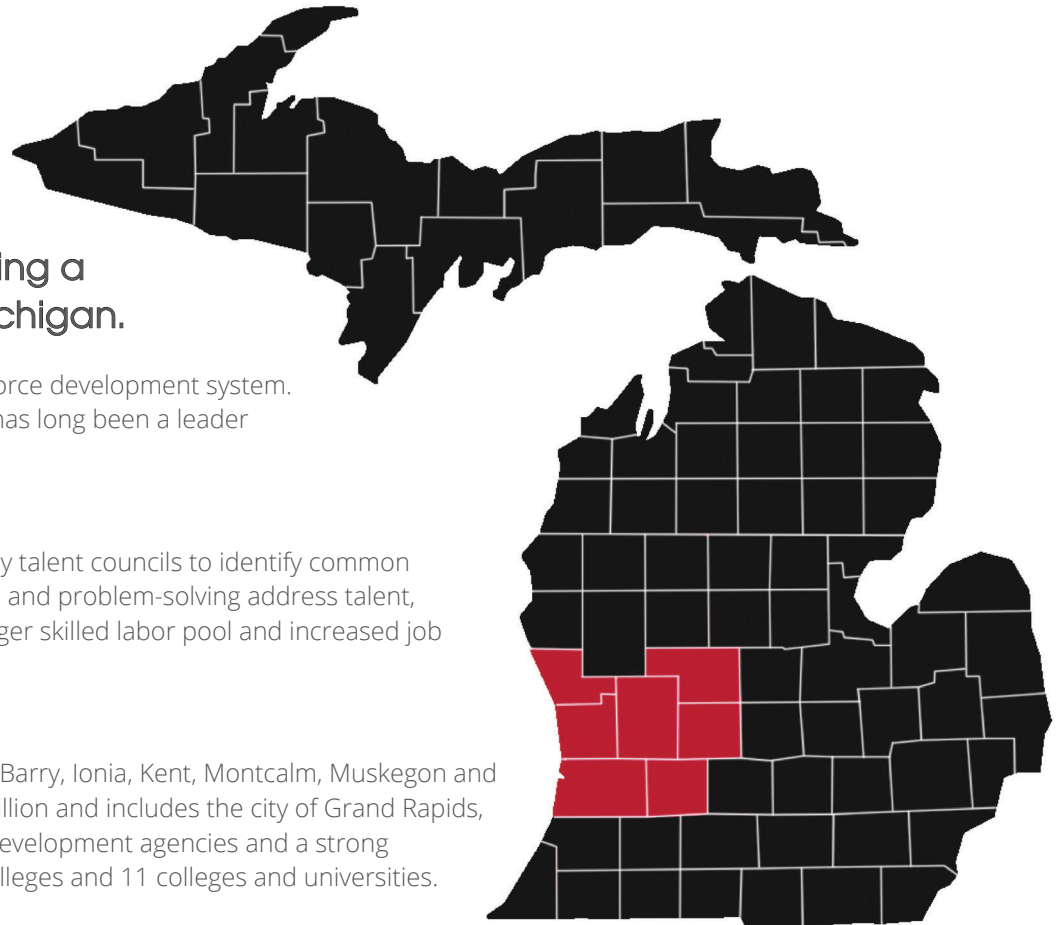 ing a
chigan.
orce development system.
has long been a leader
y talent councils to identify common
and problem-solving address talent,
ger skilled labor pool and increased job
Barry, Ionia, Kent, Montcalm, Muskegon and
illion and includes the city of Grand Rapids,
evelopment agencies and a strong
lleges and 11 colleges and universities.